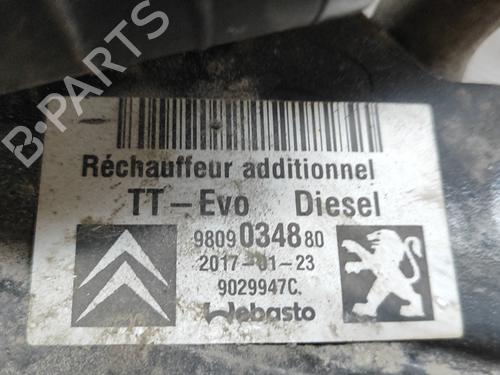 B-PARTS
Réchauffeur additionnel
TT-Evo Diesel
9809034880
2017-01-23
9029947C.
Webasto